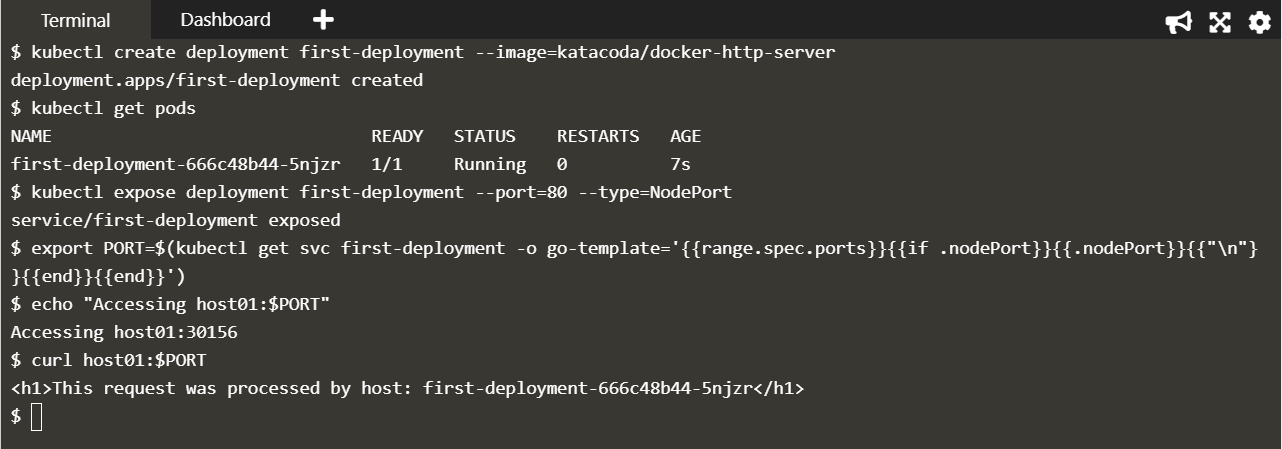 Terminal Dashboard
$ kubectl create deployment first-deployment --image=katacoda/docker-http-server
deployment.apps/first-deployment created
$ kubectl get pods
NAME READY STATUS RESTARTS AGE
first-deployment-666c48b44-5njzr 1/1 Running 0 7s
$ kubectl expose deployment first-deployment --port=80 --type=NodePort
service/first-deployment exposed
$ export PORT=$(kubectl get svc first-deployment -o go-template='{{range.spec.ports}}{{if .nodePort}}{{.nodePort}}{{"\n"}
}{{end}}{{end}}')
$ echo "Accessing host01:$PORT"
Accessing host01:30156
$ curl host01:$PORT
<h1>This request was processed by host: first-deployment-666c48b44-5njzr</h1>
$